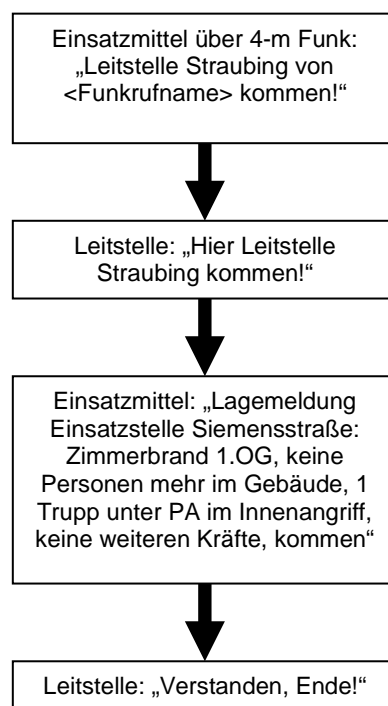 Einsatzmittel über 4-m Funk:
„Leitstelle Straubing von
<Funkrufname> kommen!“
Leitstelle: „Hier Leitstelle
Straubing kommen!“
Einsatzmittel: „Lagemeldung
Einsatzstelle Siemensstraße:
Zimmerbrand 1.OG, keine
Personen mehr im Gebäude, 1
Trupp unter PA im Innenangriff,
keine weiteren Kräfte, kommen“
Leitstelle: „Verstanden, Ende!“